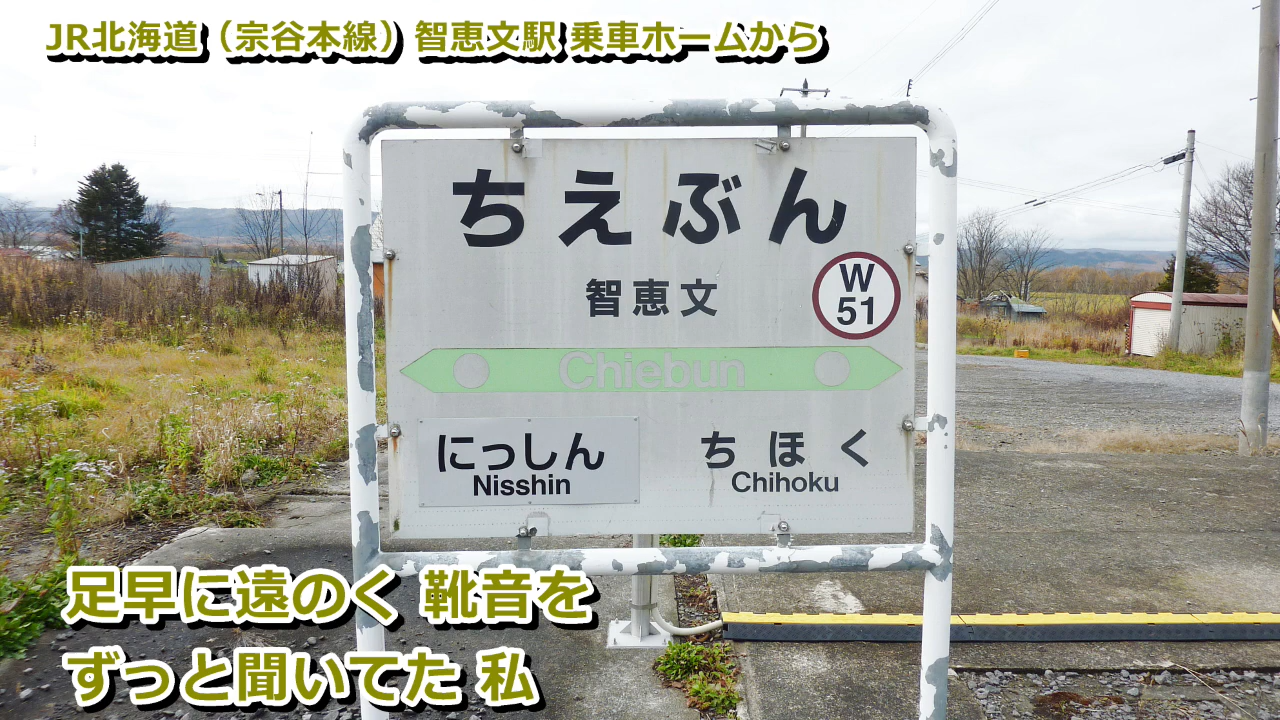 JR北海道（宗谷本線）智恵文駅 乗車ホームから
ちえぶん
智恵文
W
51
Chiebun
にっしん
Nisshin
ちほく
Chihoku
足早に遠のく 靴音を
ずっと聞いてた 私